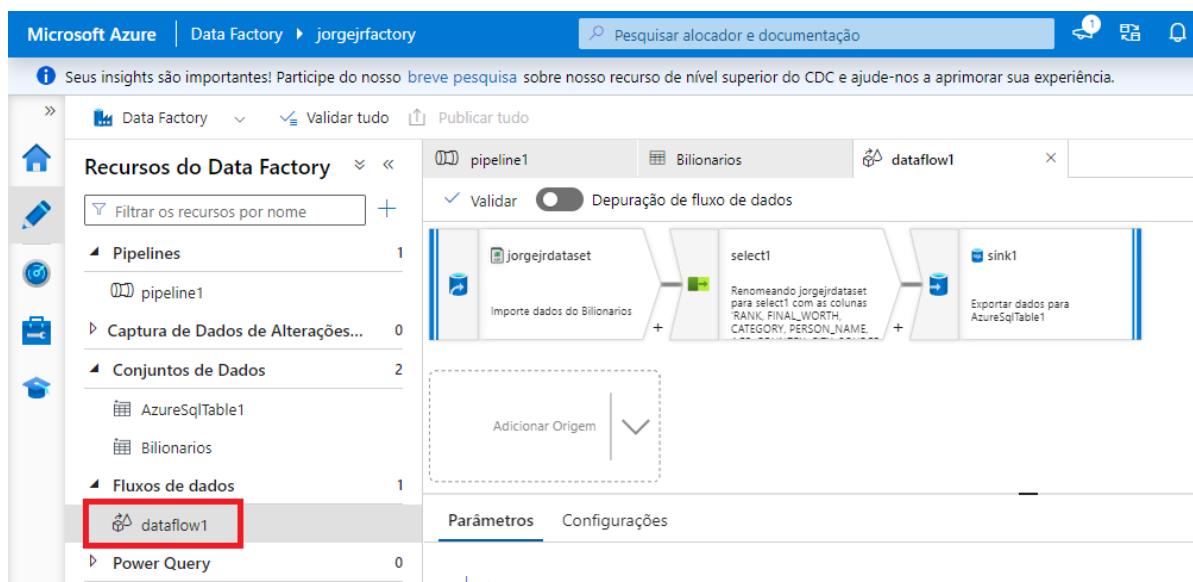 Microsoft Azure Data Factory jorgejrfactory Pesquisar alocador e documentação 1
Seus insights são importantes! Participe do nosso breve pesquisa sobre nosso recurso de nível superior do CDC e ajude-nos a aprimorar sua experiência.
Data Factory Validar tudo Publicar tudo
Recursos do Data Factory
Filtrar os recursos por nome
Pipelines 1
pipeline1
Captura de Dados de Alterações... 0
Conjuntos de Dados 2
AzureSqlTable1
Bilionarios
Fluxos de dados 1
dataflow1
Power Query 0
pipeline1 Bilionarios dataflow1
Validar Depuração de fluxo de dados
jorgejrdataset
Importe dados do Bilionarios
select1
Renomeando jorgejrdataset
para select1 com as colunas
'RANK, FINAL_WORTH,
CATEGORY, PERSON_NAME,
sink1
Exportar dados para
AzureSqlTable1
Adicionar Origem
Parâmetros Configurações